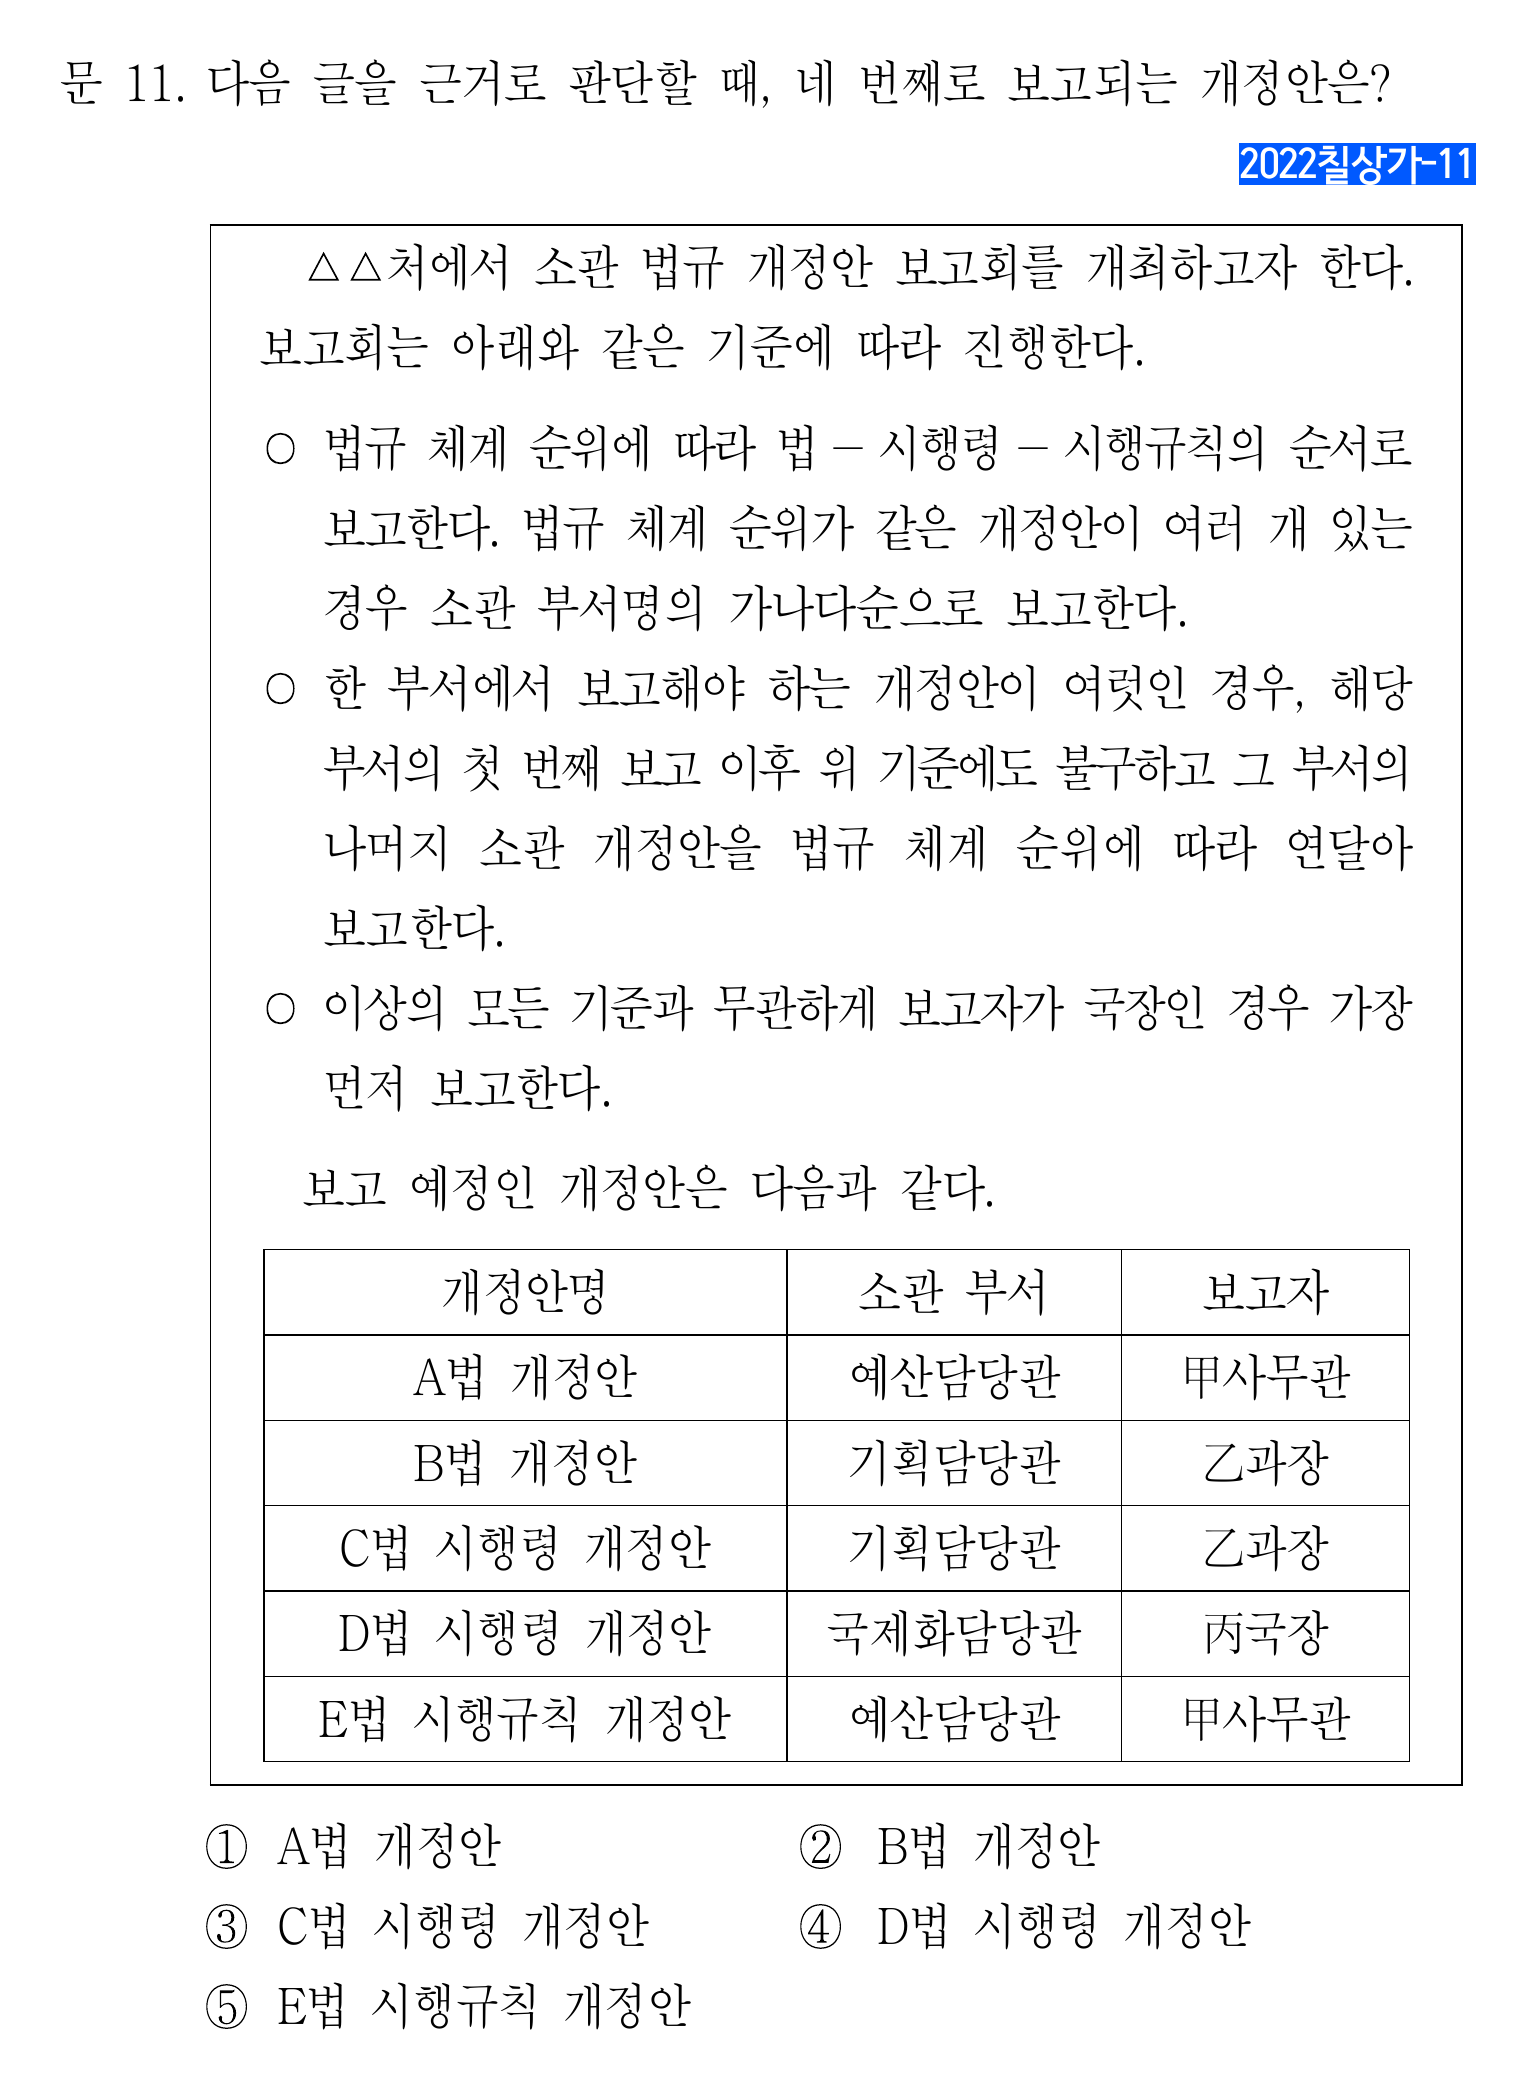 문 11. 다음 글을 근거로 판단할 때, 네 번째로 보고되는 개정안은?
2022칠상가-11
△△처에서 소관 법규 개정안 보고회를 개최하고자 한다.
보고회는 아래와 같은 기준에 따라 진행한다.
○ 법규 체계 순위에 따라 법 – 시행령 – 시행규칙의 순서로
보고한다. 법규 체계 순위가 같은 개정안이 여러 개 있는
경우 소관 부서명의 가나다순으로 보고한다.
○ 한 부서에서 보고해야 하는 개정안이 여럿인 경우, 해당
부서의 첫 번째 보고 이후 위 기준에도 불구하고 그 부서의
나머지 소관 개정안을 법규 체계 순위에 따라 연달아
보고한다.
○ 이상의 모든 기준과 무관하게 보고자가 국장인 경우 가장
먼저 보고한다.
보고 예정인 개정안은 다음과 같다.
개정안명 소관 부서 보고자
A법 개정안 예산담당관 甲사무관
B법 개정안 기획담당관 乙과장
C법 시행령 개정안 기획담당관 乙과장
D법 시행령 개정안 국제화담당관 丙국장
E법 시행규칙 개정안 예산담당관 甲사무관
① A법 개정안 ② B법 개정안
③ C법 시행령 개정안 ④ D법 시행령 개정안
⑤ E법 시행규칙 개정안